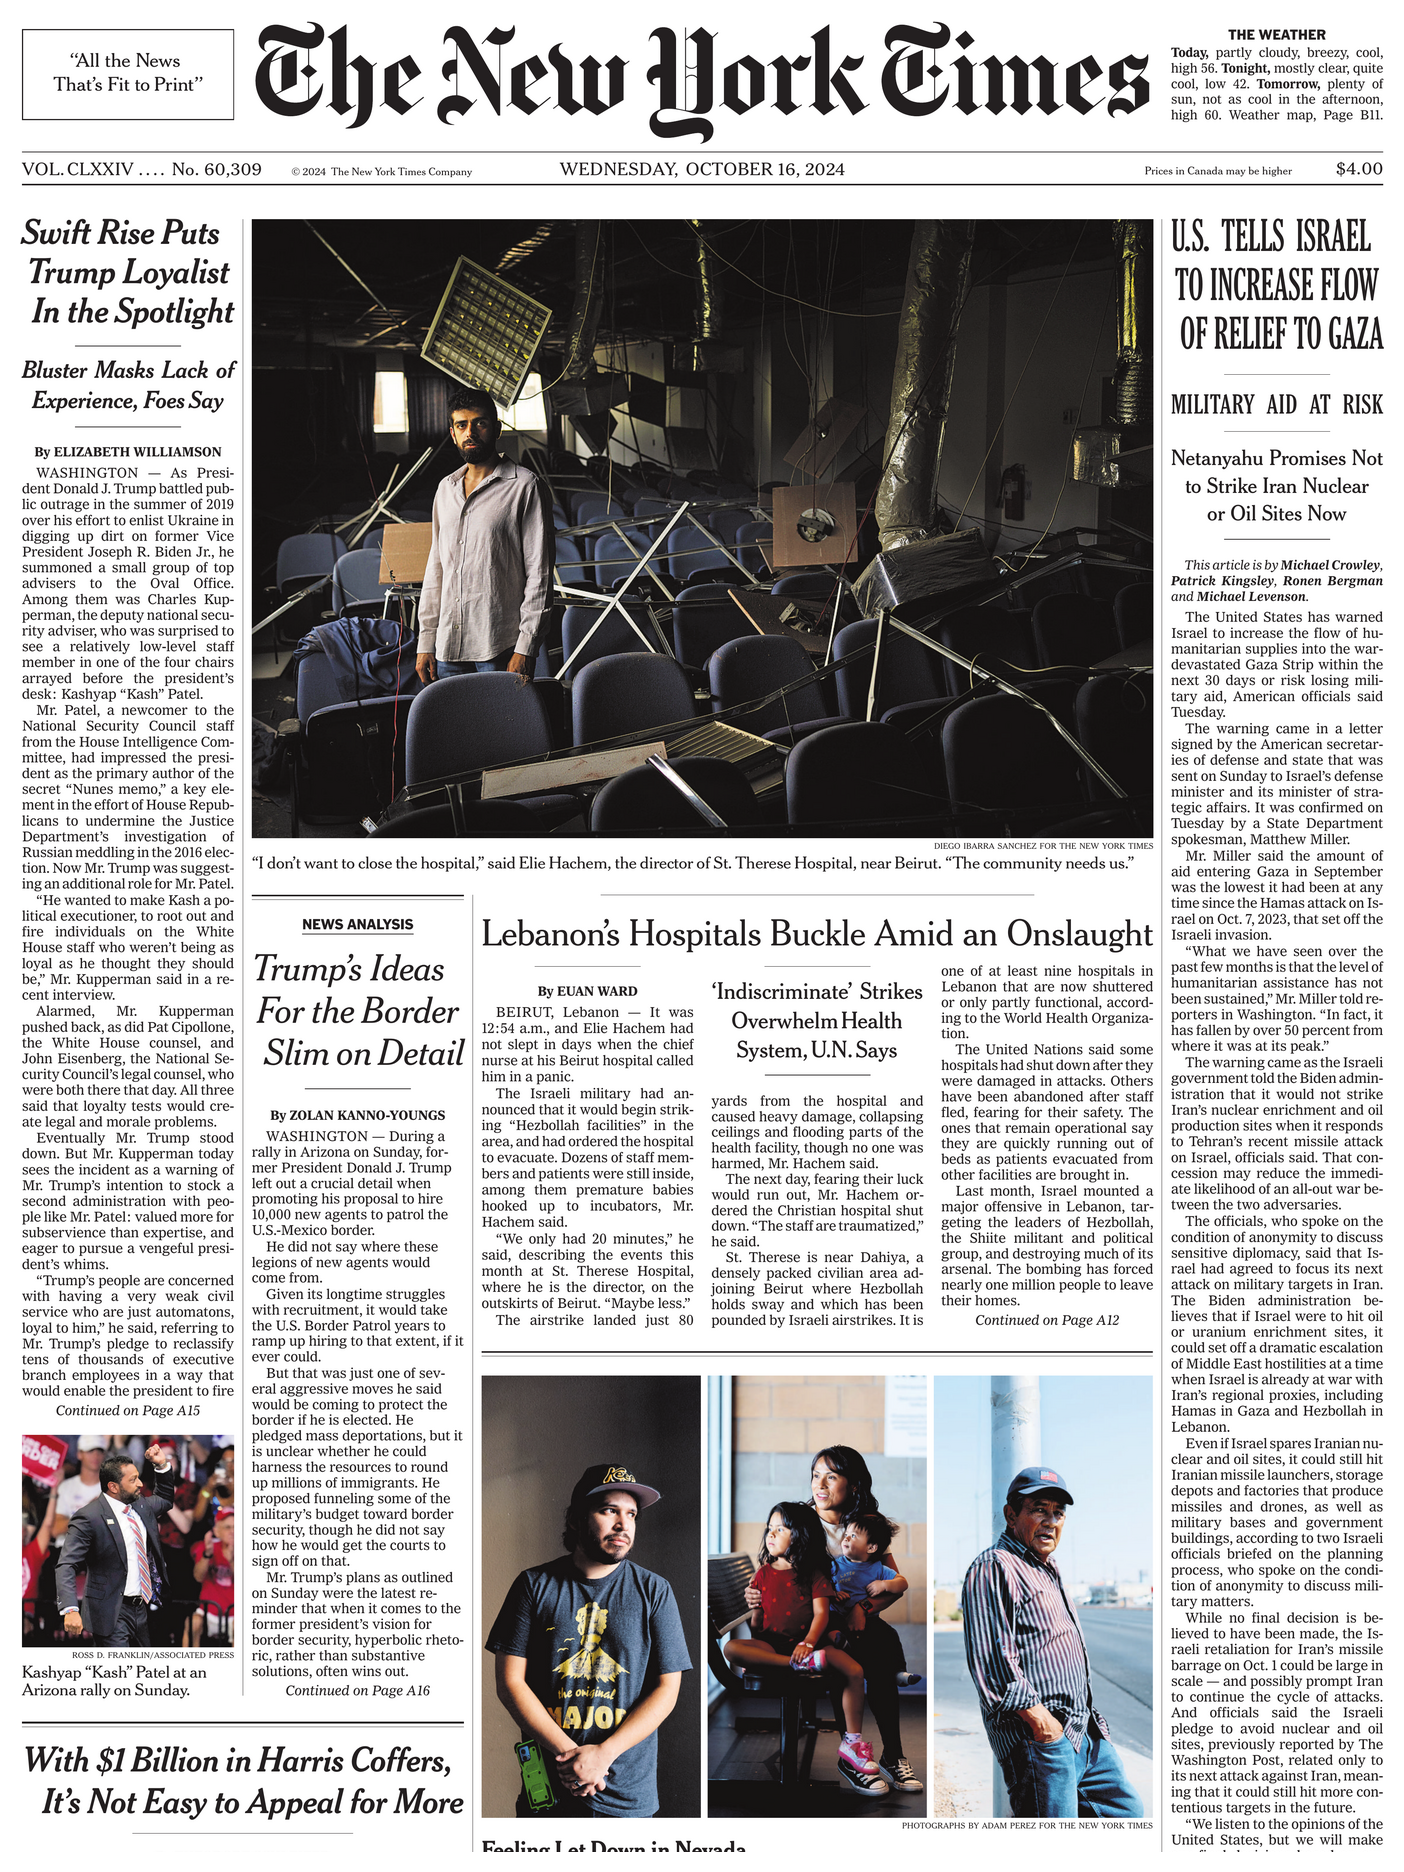 “All the News
That’s Fit to Print”
The New York Times
THE WEATHER
Today, partly cloudy, breezy, cool,
high 56. Tonight, mostly clear, quite
cool, low 42. Tomorrow, plenty of
sun, not as cool in the afternoon,
high 60. Weather map, Page B11.
VOL. CLXXIV . . . . No. 60,309
© 2024 The New York Times Company
WEDNESDAY, OCTOBER 16, 2024
Prices in Canada may be higher
$4.00
Swift Rise Puts
Trump Loyalist
In the Spotlight
Bluster Masks Lack of
Experience, Foes Say
By ELIZABETH WILLIAMSON
WASHINGTON — As Presi-
dent Donald J. Trump battled pub-
lic outrage in the summer of 2019
over his effort to enlist Ukraine in
digging up dirt on former Vice
President Joseph R. Biden Jr., he
summoned a small group of top
advisers to the Oval Office.
Among them was Charles Kup-
perman, the deputy national secu-
rity adviser, who was surprised to
see a relatively low-level staff
member in one of the four chairs
arrayed before the president’s
desk: Kashyap “Kash” Patel.
Mr. Patel, a newcomer to the
National Security Council staff
from the House Intelligence Com-
mittee, had impressed the presi-
dent as the primary author of the
secret “Nunes memo,” a key ele-
ment in the effort of House Repub-
licans to undermine the Justice
Department’s investigation of
Russian meddling in the 2016 elec-
tion. Now Mr. Trump was suggest-
ing an additional role for Mr. Patel.
“He wanted to make Kash a po-
litical executioner, to root out and
fire individuals on the White
House staff who weren’t being as
loyal as he thought they should
be,” Mr. Kupperman said in a re-
cent interview.
Alarmed, Mr. Kupperman
pushed back, as did Pat Cipollone,
the White House counsel, and
John Eisenberg, the National Se-
curity Council’s legal counsel, who
were both there that day. All three
said that loyalty tests would cre-
ate legal and morale problems.
Eventually Mr. Trump stood
down. But Mr. Kupperman today
sees the incident as a warning of
Mr. Trump’s intention to stock a
second administration with peo-
ple like Mr. Patel: valued more for
subservience than expertise, and
eager to pursue a vengeful presi-
dent’s whims.
“Trump’s people are concerned
with having a very weak civil
service who are just automatons,
loyal to him,” he said, referring to
Mr. Trump’s pledge to reclassify
tens of thousands of executive
branch employees in a way that
would enable the president to fire
Continued on Page A15
ROSS D. FRANKLIN/ASSOCIATED PRESS
Kashyap “Kash” Patel at an
Arizona rally on Sunday.
DIEGO IBARRA SANCHEZ FOR THE NEW YORK TIMES
“I don’t want to close the hospital,” said Elie Hachem, the director of St. Therese Hospital, near Beirut. “The community needs us.”
NEWS ANALYSIS
Trump’s Ideas
For the Border
Slim on Detail
By ZOLAN KANNO-YOUNGS
WASHINGTON — During a
rally in Arizona on Sunday, for-
mer President Donald J. Trump
left out a crucial detail when
promoting his proposal to hire
10,000 new agents to patrol the
U.S.-Mexico border.
He did not say where these
legions of new agents would
come from.
Given its longtime struggles
with recruitment, it would take
the U.S. Border Patrol years to
ramp up hiring to that extent, if it
ever could.
But that was just one of sev-
eral aggressive moves he said
would be coming to protect the
border if he is elected. He
pledged mass deportations, but it
is unclear whether he could
harness the resources to round
up millions of immigrants. He
proposed funneling some of the
military’s budget toward border
security, though he did not say
how he would get the courts to
sign off on that.
Mr. Trump’s plans as outlined
on Sunday were the latest re-
minder that when it comes to the
former president’s vision for
border security, hyperbolic rheto-
ric, rather than substantive
solutions, often wins out.
Continued on Page A16
Lebanon’s Hospitals Buckle Amid an Onslaught
By EUAN WARD
BEIRUT, Lebanon — It was
12:54 a.m., and Elie Hachem had
not slept in days when the chief
nurse at his Beirut hospital called
him in a panic.
The Israeli military had an-
nounced that it would begin strik-
ing “Hezbollah facilities” in the
area, and had ordered the hospital
to evacuate. Dozens of staff mem-
bers and patients were still inside,
among them premature babies
hooked up to incubators, Mr.
Hachem said.
“We only had 20 minutes,” he
said, describing the events this
month at St. Therese Hospital,
where he is the director, on the
outskirts of Beirut. “Maybe less.”
The airstrike landed just 80
‘Indiscriminate’ Strikes
Overwhelm Health
System, U.N. Says
yards from the hospital and
caused heavy damage, collapsing
ceilings and flooding parts of the
health facility, though no one was
harmed, Mr. Hachem said.
The next day, fearing their luck
would run out, Mr. Hachem or-
dered the Christian hospital shut
down. “The staff are traumatized,”
he said.
St. Therese is near Dahiya, a
densely packed civilian area ad-
joining Beirut where Hezbollah
holds sway and which has been
pounded by Israeli airstrikes. It is
one of at least nine hospitals in
Lebanon that are now shuttered
or only partly functional, accord-
ing to the World Health Organiza-
tion.
The United Nations said some
hospitals had shut down after they
were damaged in attacks. Others
have been abandoned after staff
fled, fearing for their safety. The
ones that remain operational say
they are quickly running out of
beds as patients evacuated from
other facilities are brought in.
Last month, Israel mounted a
major offensive in Lebanon, tar-
geting the leaders of Hezbollah,
the Shiite militant and political
group, and destroying much of its
arsenal. The bombing has forced
nearly one million people to leave
their homes.
Continued on Page A12
the original
MAJOR
PHOTOGRAPHS BY ADAM PEREZ FOR THE NEW YORK TIMES
Feeling Let Down in Nevada
With $1 Billion in Harris Coffers,
It’s Not Easy to Appeal for More
U.S. TELLS ISRAEL
TO INCREASE FLOW
OF RELIEF TO GAZA
MILITARY AID AT RISK
Netanyahu Promises Not
to Strike Iran Nuclear
or Oil Sites Now
This article is by Michael Crowley,
Patrick Kingsley, Ronen Bergman
and Michael Levenson.
The United States has warned
Israel to increase the flow of hu-
manitarian supplies into the war-
devastated Gaza Strip within the
next 30 days or risk losing mili-
tary aid, American officials said
Tuesday.
The warning came in a letter
signed by the American secretar-
ies of defense and state that was
sent on Sunday to Israel’s defense
minister and its minister of stra-
tegic affairs. It was confirmed on
Tuesday by a State Department
spokesman, Matthew Miller.
Mr. Miller said the amount of
aid entering Gaza in September
was the lowest it had been at any
time since the Hamas attack on Is-
rael on Oct. 7, 2023, that set off the
Israeli invasion.
“What we have seen over the
past few months is that the level of
humanitarian assistance has not
been sustained,” Mr. Miller told re-
porters in Washington. “In fact, it
has fallen by over 50 percent from
where it was at its peak.”
The warning came as the Israeli
government told the Biden admin-
istration that it would not strike
Iran’s nuclear enrichment and oil
production sites when it responds
to Tehran’s recent missile attack
on Israel, officials said. That con-
cession may reduce the immedi-
ate likelihood of an all-out war be-
tween the two adversaries.
The officials, who spoke on the
condition of anonymity to discuss
sensitive diplomacy, said that Is-
rael had agreed to focus its next
attack on military targets in Iran.
The Biden administration be-
lieves that if Israel were to hit oil
or uranium enrichment sites, it
could set off a dramatic escalation
of Middle East hostilities at a time
when Israel is already at war with
Iran’s regional proxies, including
Hamas in Gaza and Hezbollah in
Lebanon.
Even if Israel spares Iranian nu-
clear and oil sites, it could still hit
Iranian missile launchers, storage
depots and factories that produce
missiles and drones, as well as
military bases and government
buildings, according to two Israeli
officials briefed on the planning
process, who spoke on the condi-
tion of anonymity to discuss mili-
tary matters.
While no final decision is be-
lieved to have been made, the Is-
raeli retaliation for Iran’s missile
barrage on Oct. 1 could be large in
scale — and possibly prompt Iran
to continue the cycle of attacks.
And officials said the Israeli
pledge to avoid nuclear and oil
sites, previously reported by The
Washington Post, related only to
its next attack against Iran, mean-
ing that it could still hit more con-
tentious targets in the future.
“We listen to the opinions of the
United States, but we will make